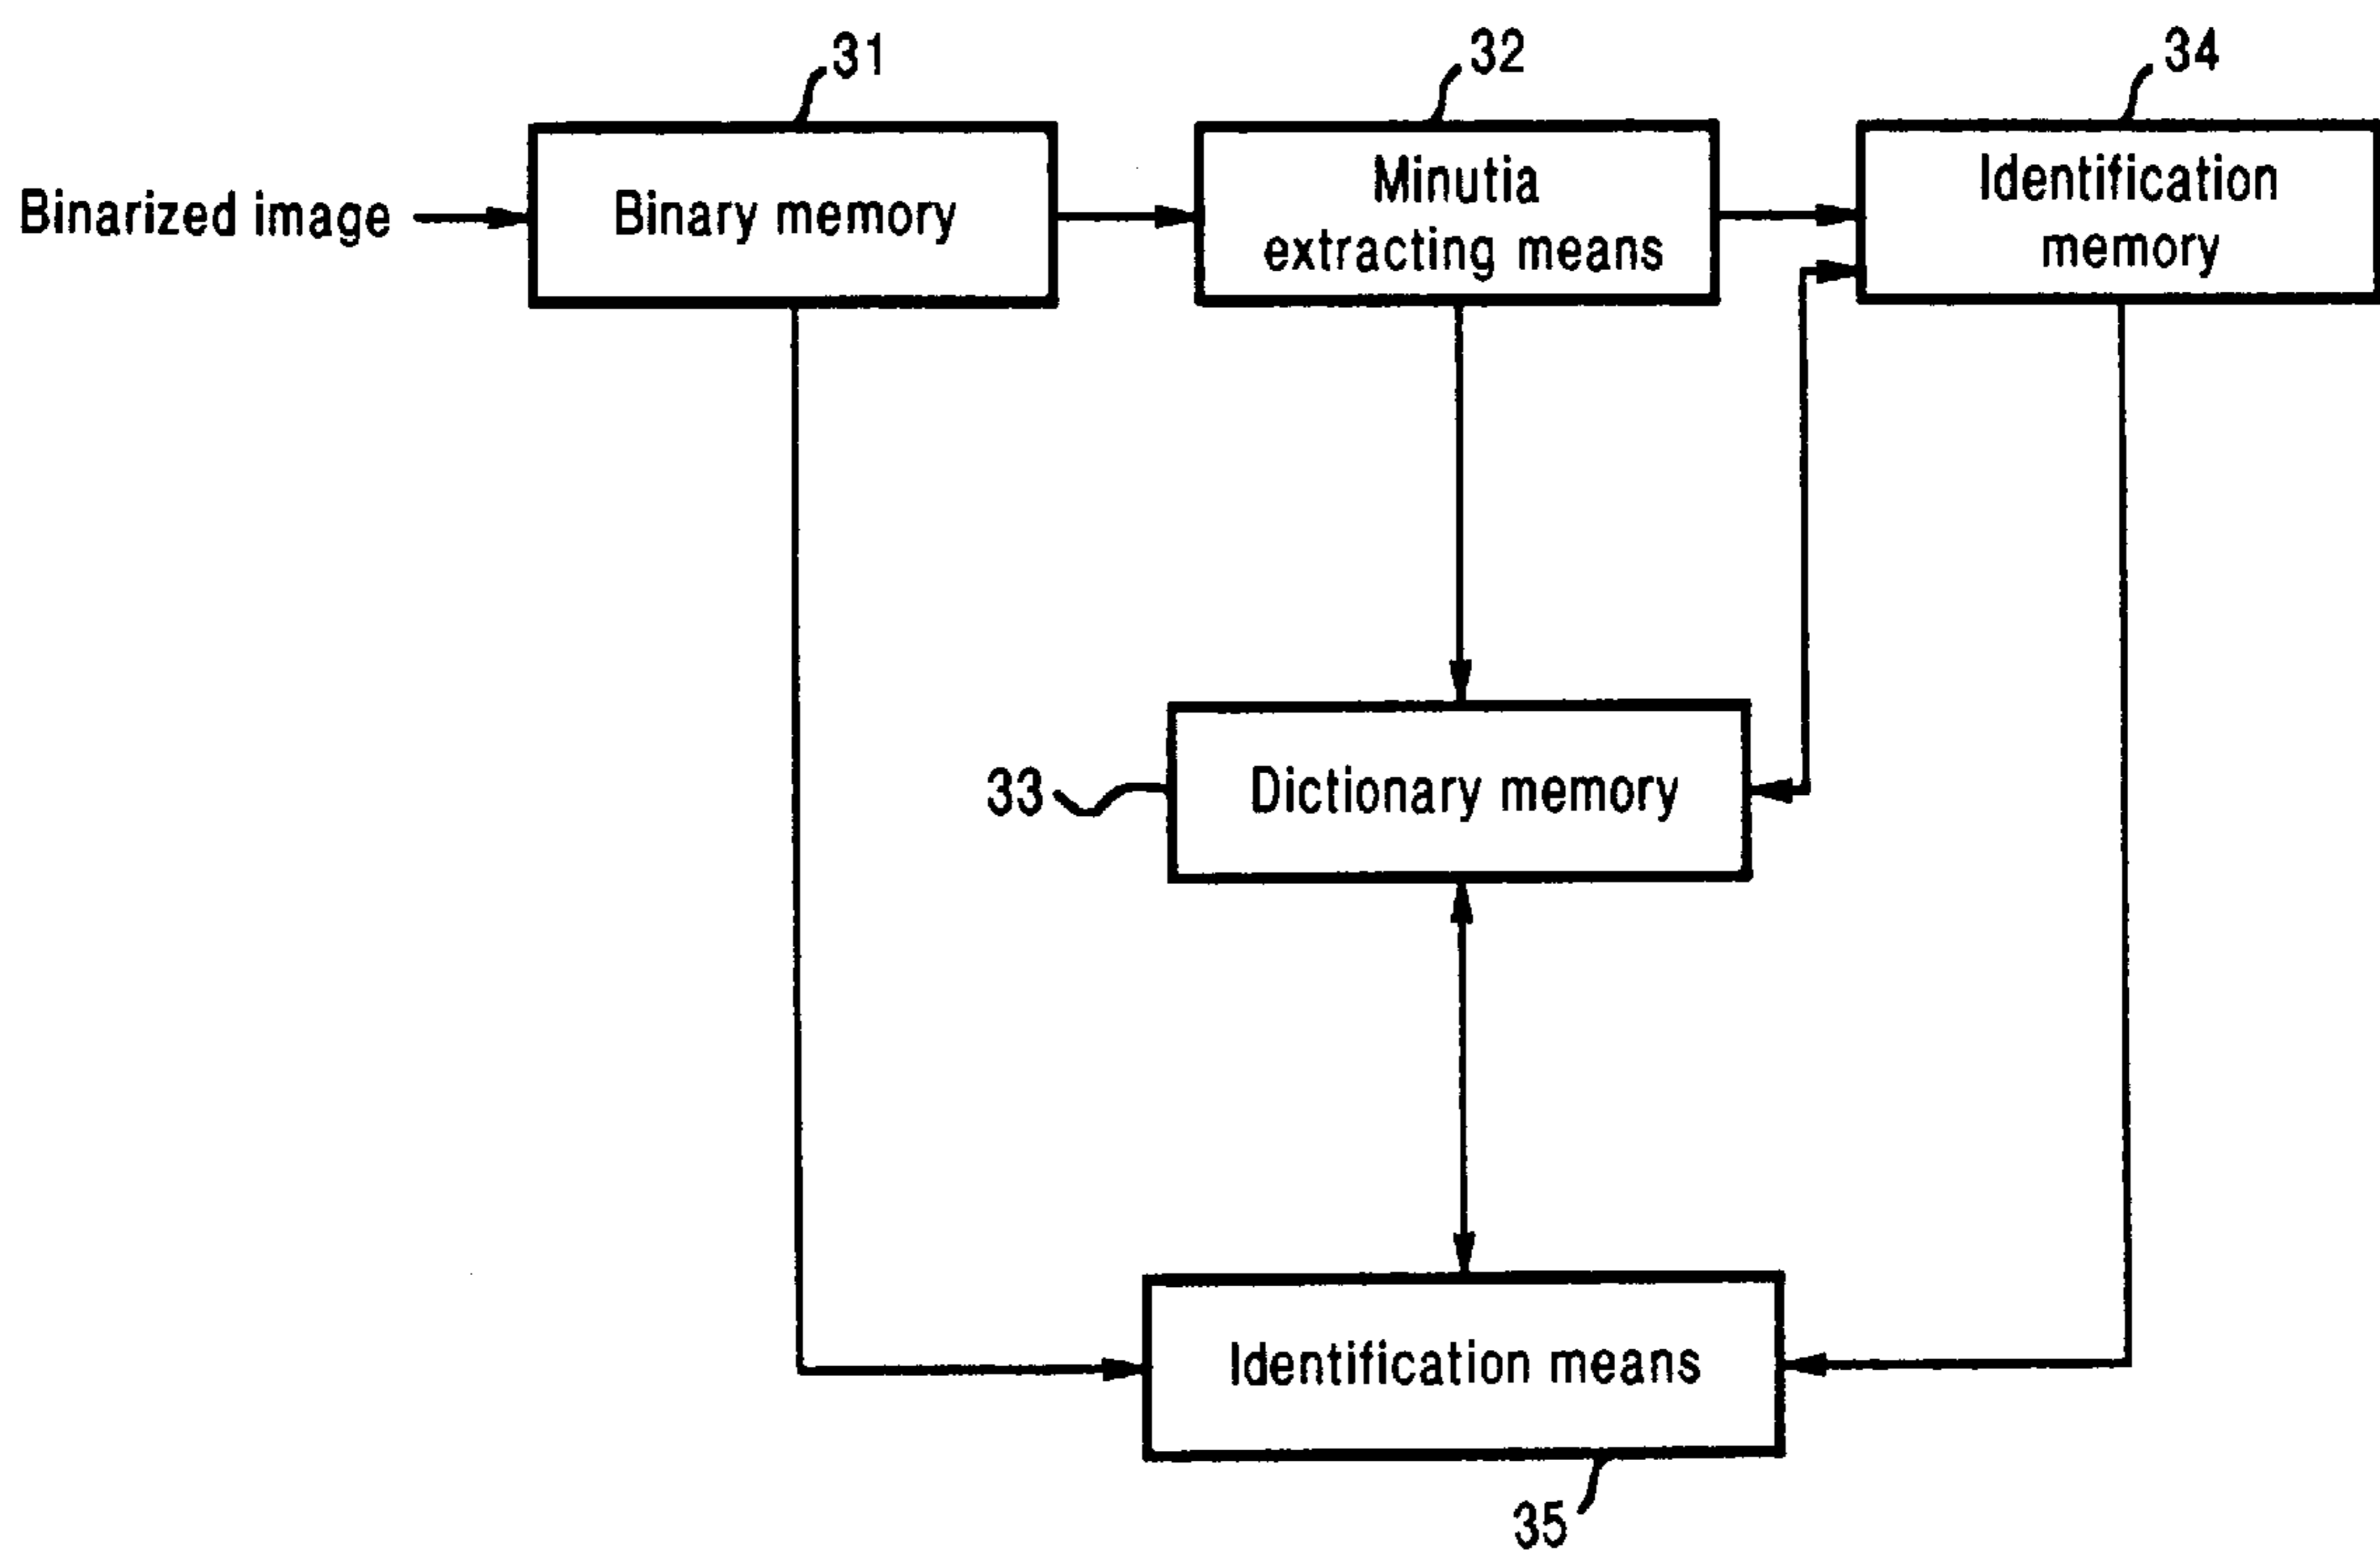 31
32
34
Binarized image
Binary memory
Minutia
extracting means
Identification
memory
33
Dictionary memory
Identification means
35